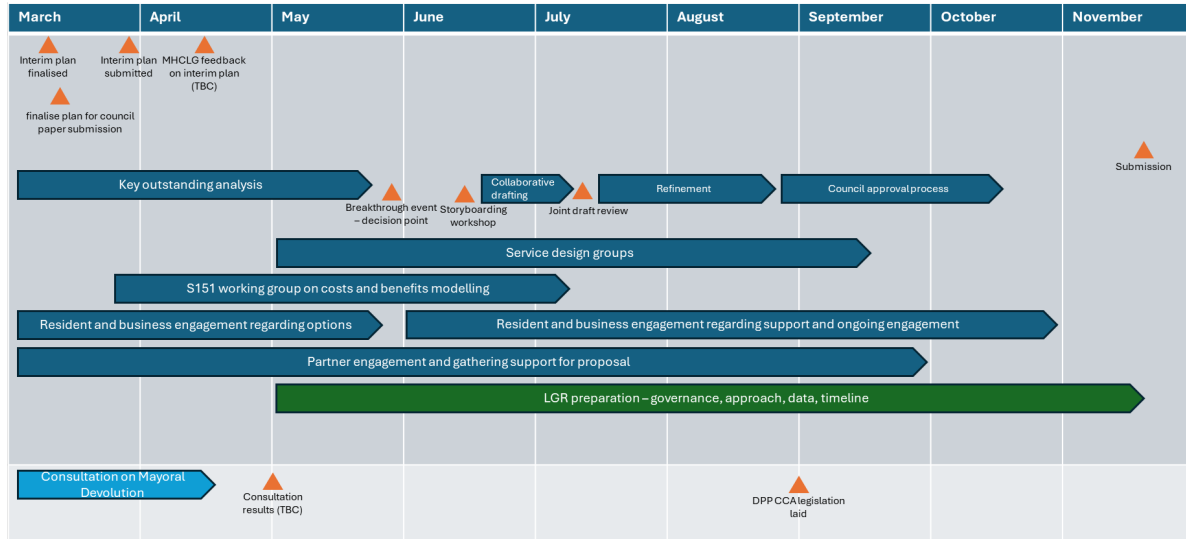 March April May June July August September October November
Interim plan
finalised
Interim plan
submitted
MHCLG feedback
on interim plan
(TBC)
finalise plan for council
paper submission
Submission
Key outstanding analysis
Breakthrough event
– decision point
Storyboarding
workshop
Collaborative
drafting
Joint draft review
Refinement
Council approval process
Service design groups
S151 working group on costs and benefits modelling
Resident and business engagement regarding options
Resident and business engagement regarding support and ongoing engagement
Partner engagement and gathering support for proposal
LGR preparation – governance, approach, data, timeline
Consultation on Mayoral
Devolution
Consultation
results (TBC)
DPP CCA legislation
laid